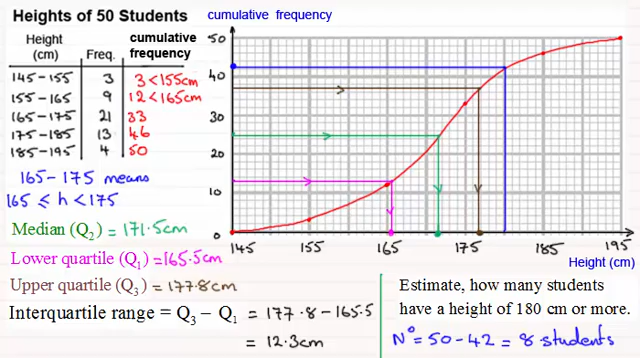 Heights of 50 Students
cumulative frequency
Height (cm) Freq. cumulative frequency
145-155 3 3 < 155cm
155-165 9 12 < 165cm
165-175 21 33
175-185 13 46
185-195 4 50
165-175 means
165 ≤ h < 175
Median (Q2) = 171.5cm
Lower quartile (Q1) = 165.5cm
Upper quartile (Q3) = 177.8cm
Interquartile range = Q3 – Q1 = 177.8 - 165.5
= 12.3cm
50
40
30
20
10
0
145 155 165 175 185 195
Height (cm)
Estimate, how many students
have a height of 180 cm or more.
Nº = 50-42 = 8 students